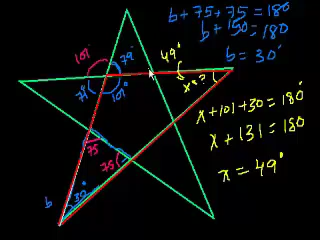 b + 75 + 75 = 180
b + 150 = 180
b = 30°
101°
79°
49°
x = ?
79°
101°
x + 101 + 30 = 180°
x + 131 = 180
x = 49°
75
75
b
30°